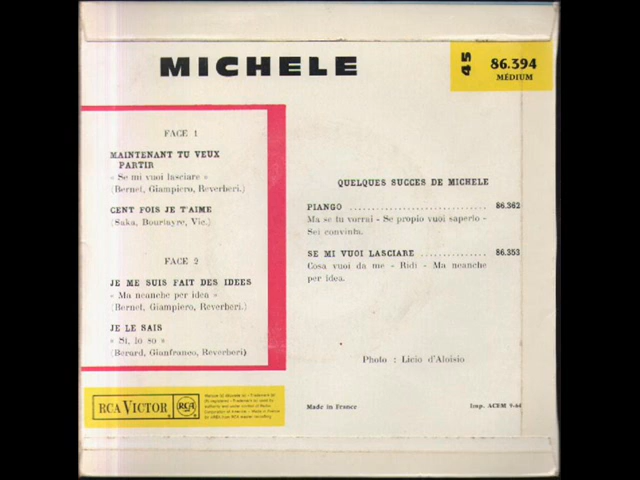 MICHELE
45
86.394
MÉDIUM
FACE 1
MAINTENANT TU VEUX
PARTIR
« Se mi vuoi lasciare »
(Bernet, Giampiero, Reverberi.)
CENT FOIS JE T'AIME
(Saka, Bourtayre, Vic.)
FACE 2
JE ME SUIS FAIT DES IDEES
« Ma neanche per idea »
(Bernet, Giampiero, Reverberi.)
JE LE SAIS
« Si, lo so »
(Berard, Gianfranco, Reverberi)
QUELQUES SUCCES DE MICHELE
PIANGO ........................ 86.362
Ma se tu vorrai - Se propio vuoi saperlo -
Sei convinta.
SE MI VUOI LASCIARE ............... 86.353
Cosa vuoi da me - Ridi - Ma neanche
per idea.
Photo : Licio d'Aloisio
RCA VICTOR
RCA
Made in France
Imp. ACEM 9-64